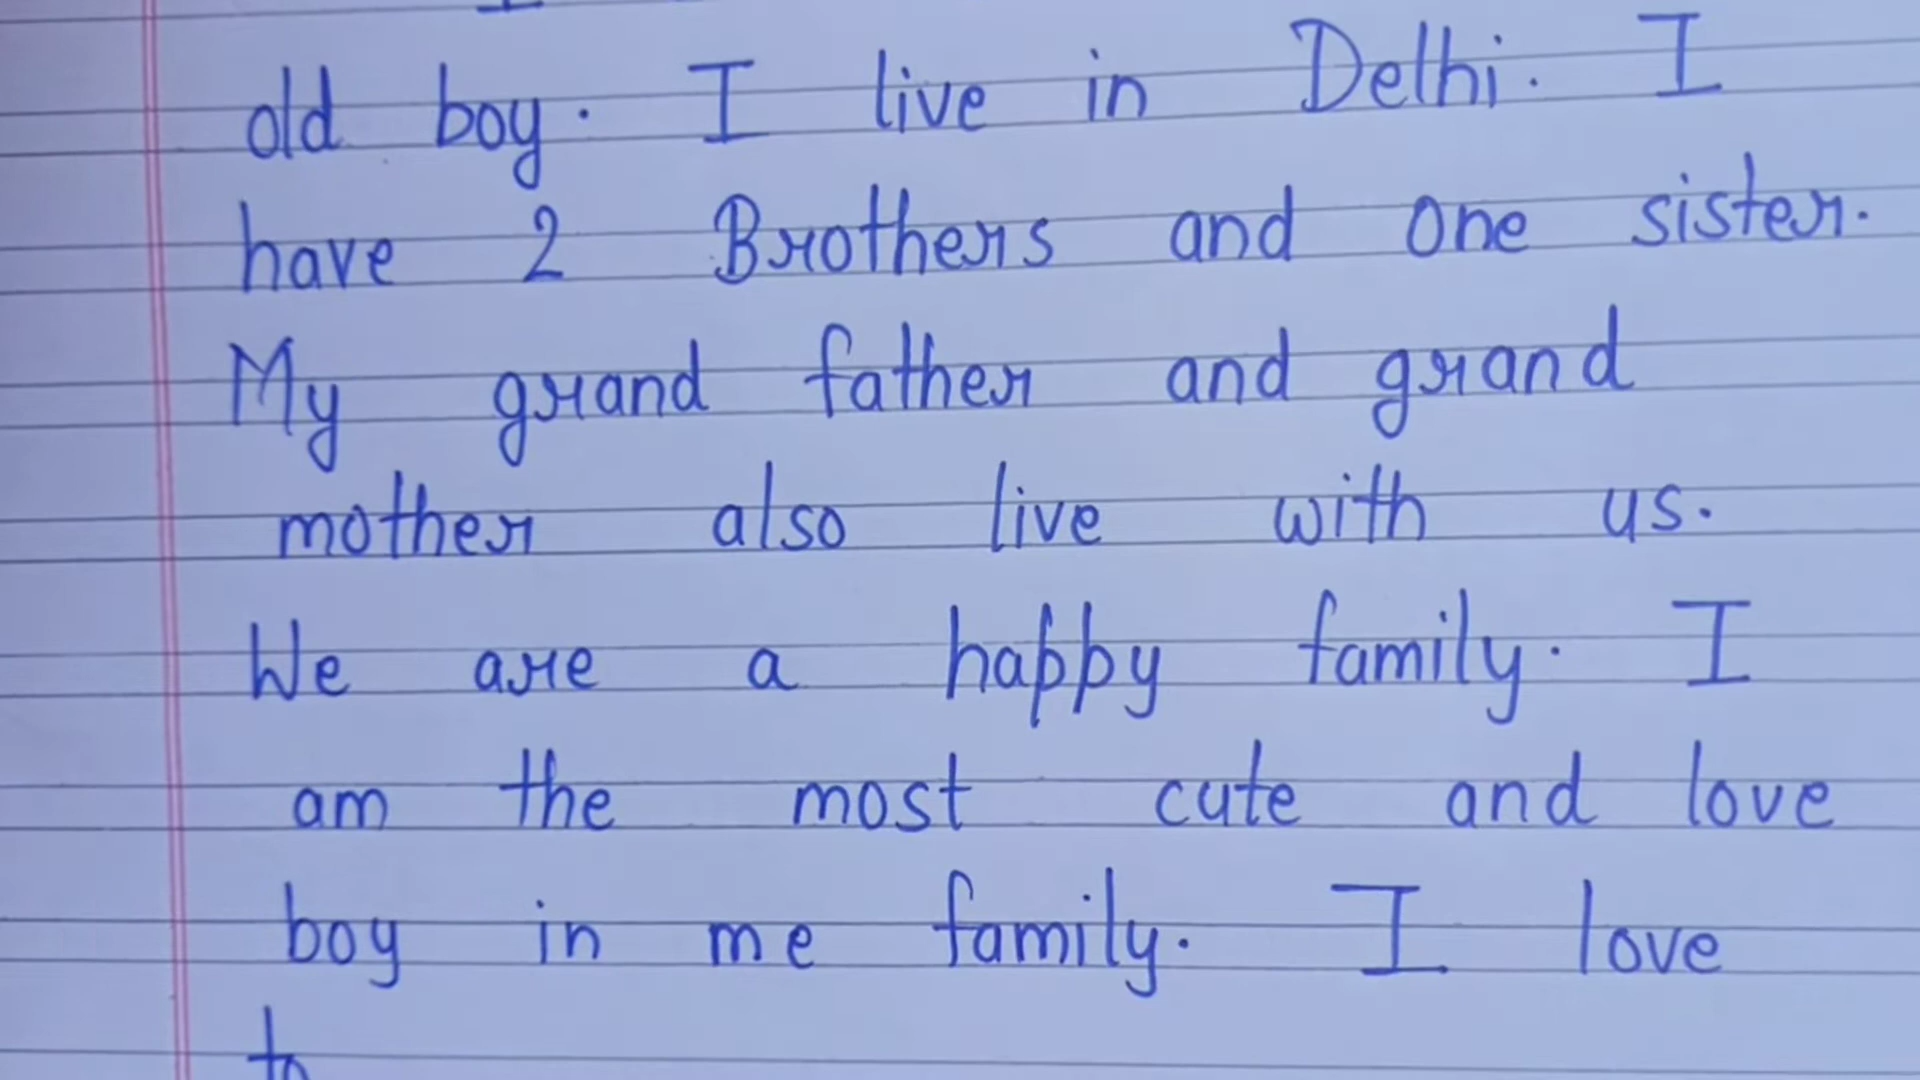 old boy. I live in Delhi. I
have 2 Brothers and one sister.
My grand father and grand
mother also live with us.
We are a happy family. I
am the most cute and love
boy in me family. I love
to